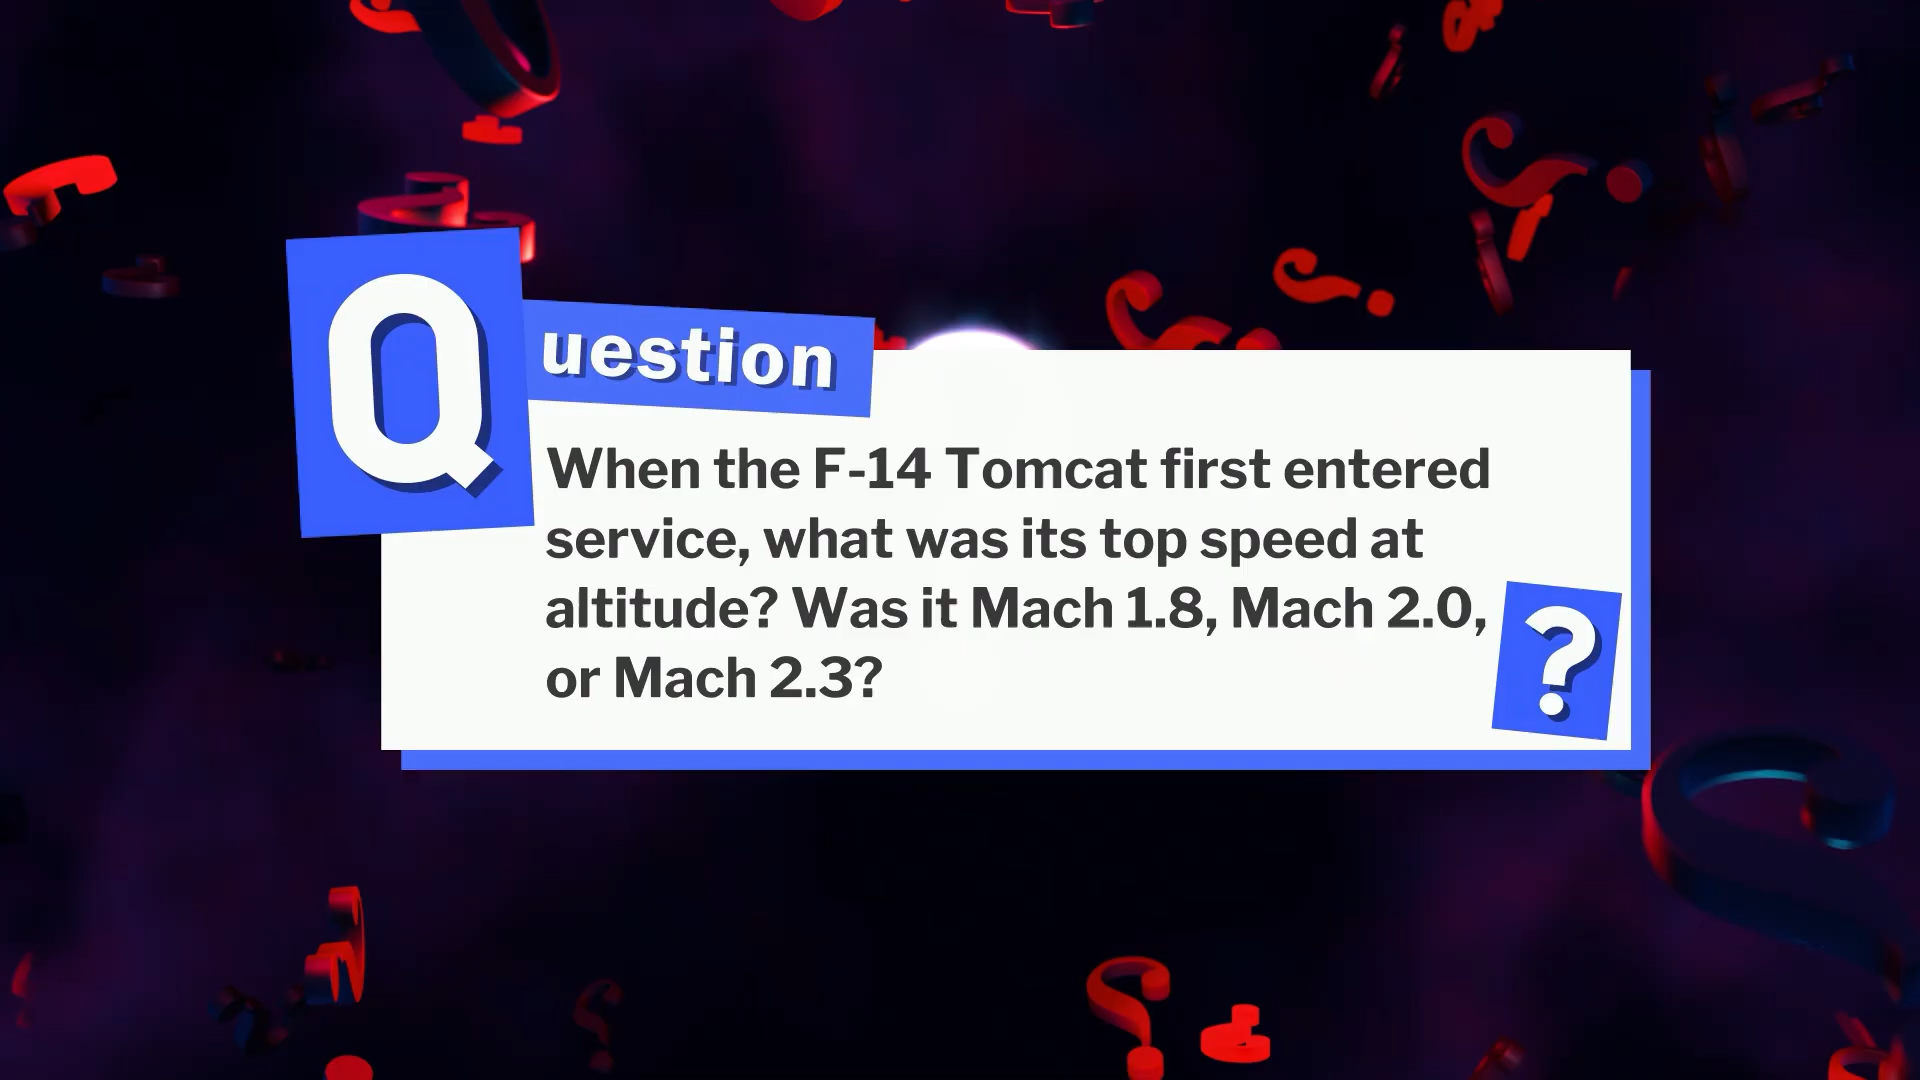 Question
When the F-14 Tomcat first entered
service, what was its top speed at
altitude? Was it Mach 1.8, Mach 2.0,
or Mach 2.3?
?